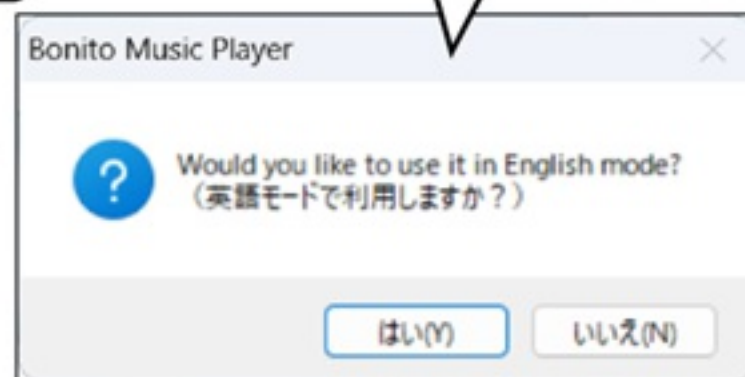 Bonito Music Player
Would you like to use it in English mode?
（英語モードで利用しますか？）
はい(Y)
いいえ(N)